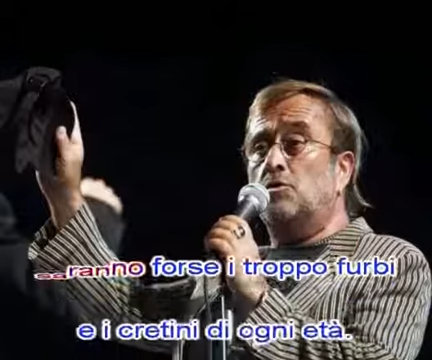 saranno forse i troppo furbi
e i cretini di ogni età.